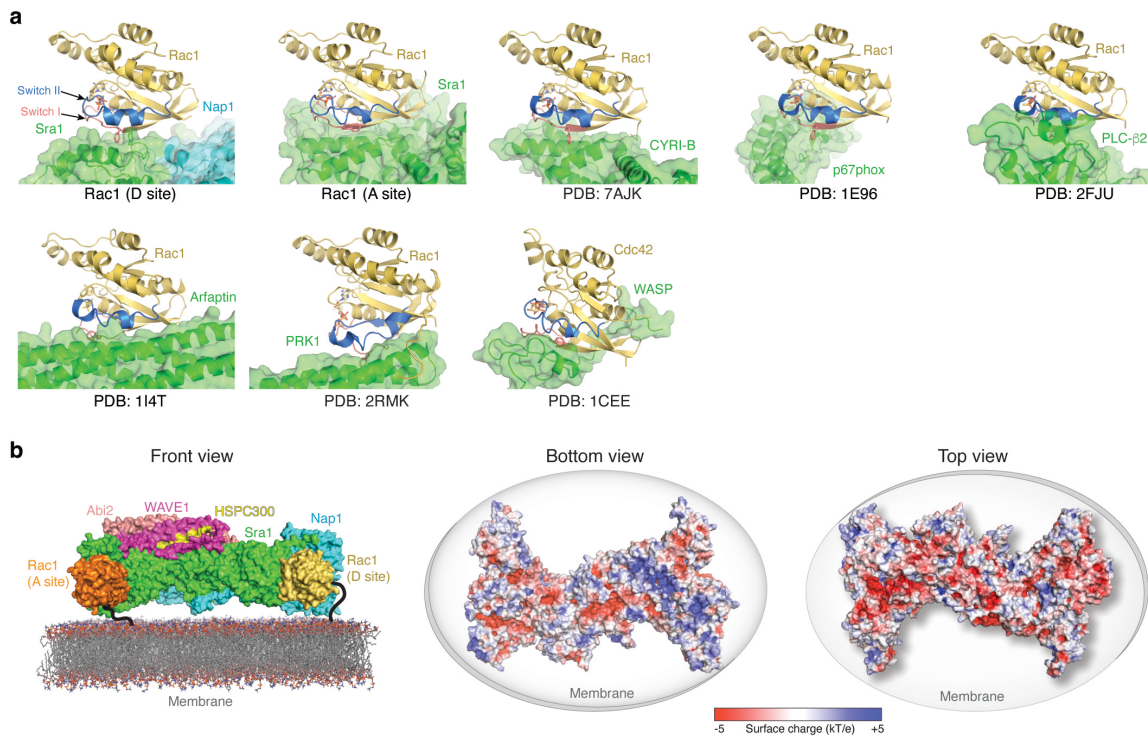 a
Rac1
Switch II
Switch I
Sra1
Nap1
Rac1 (D site)
Rac1
Sra1
Rac1 (A site)
Rac1
CYRI-B
PDB: 7AJK
Rac1
p67phox
PDB: 1E96
Rac1
PLC-β2
PDB: 2FJU
Rac1
Arfaptin
PDB: 1I4T
Rac1
PRK1
PDB: 2RMK
Cdc42
WASP
PDB: 1CEE
b
Front view
Bottom view
Top view
Abi2
WAVE1
HSPC300
Sra1
Nap1
Rac1
(A site)
Rac1
(D site)
Membrane
Membrane
Membrane
-5 Surface charge (kT/e) +5